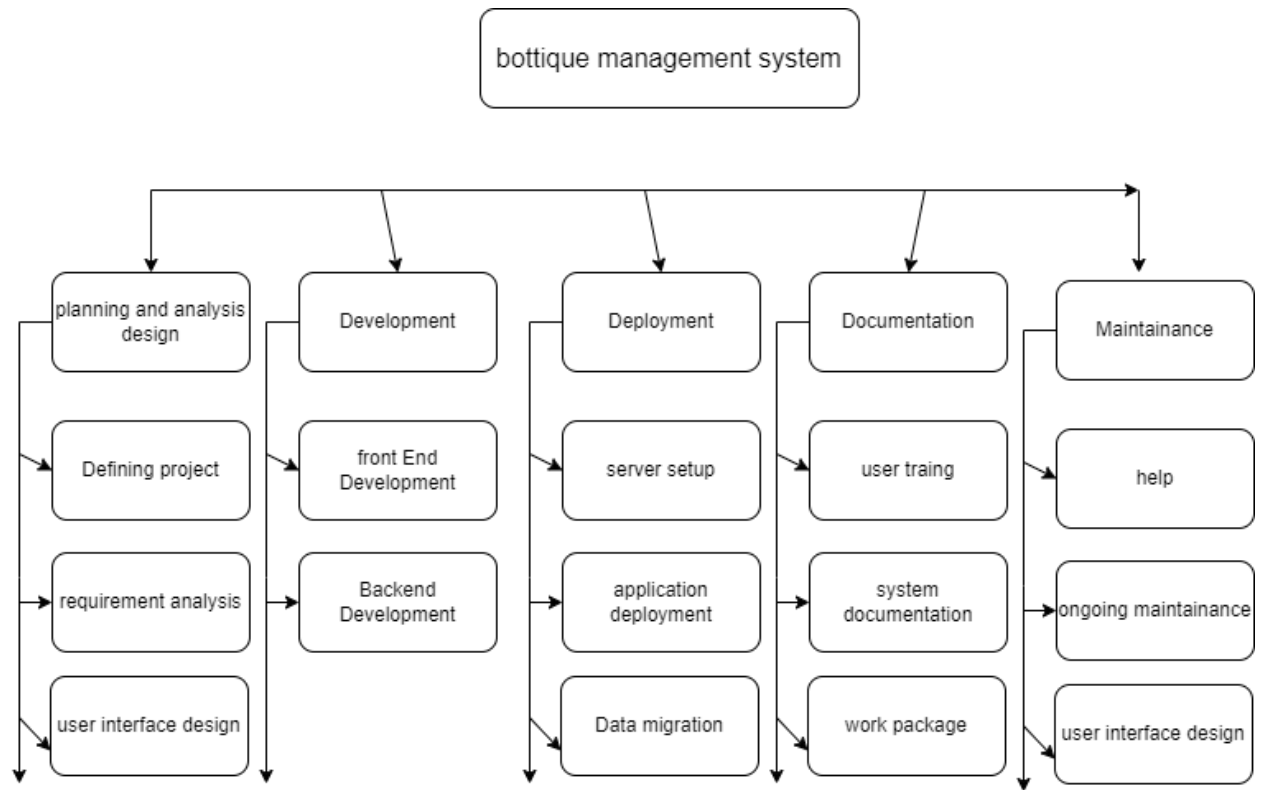 bottique management system
planning and analysis
design
Development
Deployment
Documentation
Maintainance
Defining project
front End
Development
server setup
user traing
help
requirement analysis
Backend
Development
application
deployment
system
documentation
ongoing maintainance
user interface design
Data migration
work package
user interface design